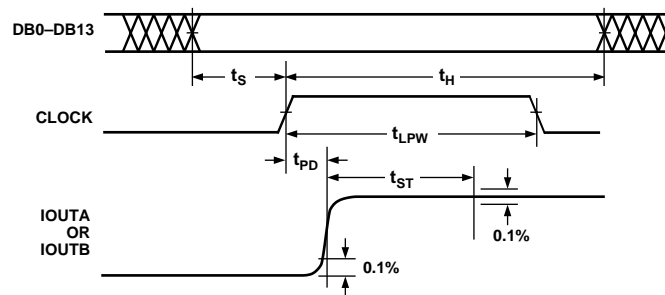 DB0–DB13
tS
tH
CLOCK
tLPW
tPD
tST
IOUTA
OR
IOUTB
0.1%
0.1%